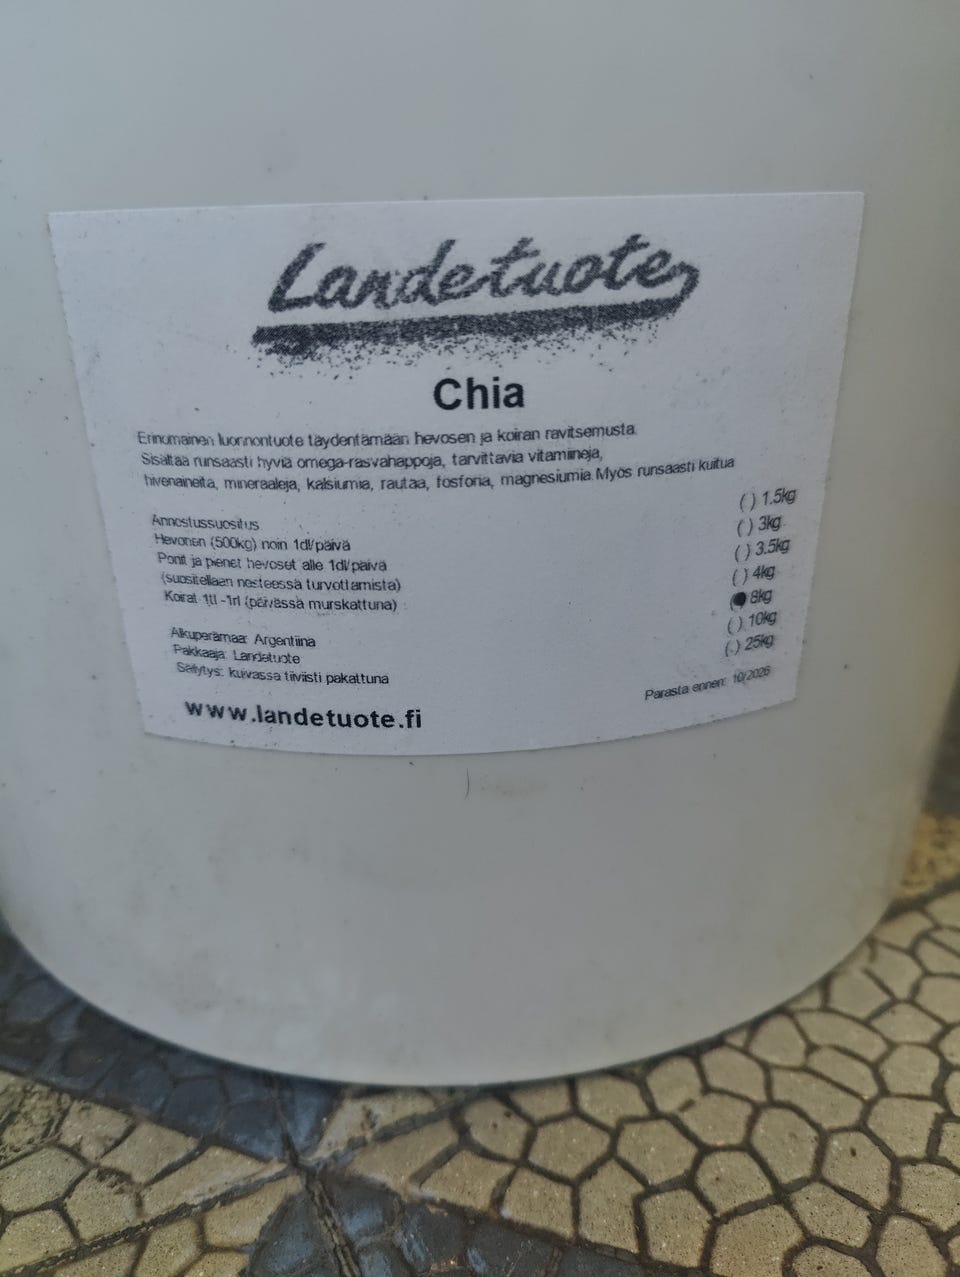 Landetuote
Chia
Erinomainen luonnontuote täydentämään hevosen ja koiran ravitsemusta.
Sisältää runsaasti hyviä omega-rasvahappoja, tarvittavia vitamiineja,
hivenaineita, mineraaleja, kalsiumia, rautaa, fosforia, magnesiumia.Myös runsaasti kuitua
Annostussuositus
Hevonen (500kg) noin 1dl/päivä
Ponit ja pienet hevoset alle 1dl/päivä
(suositellaan nesteessä turvottamista)
Koirat 1tl -1rl (päivässä murskattuna)
( ) 1.5kg
( ) 3kg
( ) 3.5kg
( ) 4kg
( ) 8kg
( ) 10kg
( ) 25kg
Alkuperämaa: Argentiina
Pakkaaja: Landetuote
Säilytys: kuivassa tiiviisti pakattuna
Parasta ennen: 10/2026
www.landetuote.fi